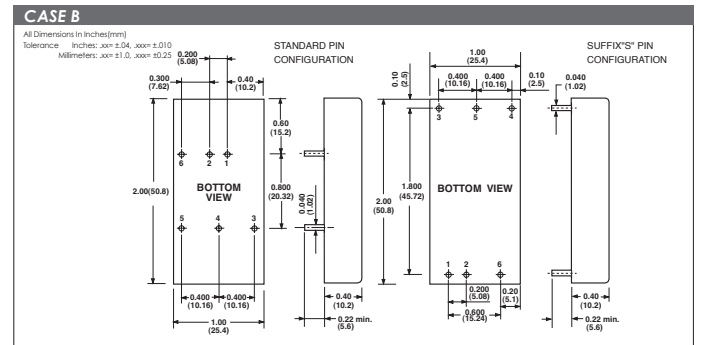 CASE B
All Dimensions In Inches(mm)
Tolerance Inches: .xx= ±.04, .xxx= ±.010
Millimeters: .xx= ±1.0, .xxx= ±0.25
STANDARD PIN
CONFIGURATION
0.200
(5.08)
0.300
(7.62)
0.40
(10.2)
0.60
(15.2)
6 2 1
2.00(50.8)
BOTTOM
VIEW
0.800
(20.32)
0.040
(1.02)
5 4 3
0.400 0.400
(10.16) (10.16)
1.00
(25.4)
0.40
(10.2)
0.22 min.
(5.6)
SUFFIX"S" PIN
CONFIGURATION
1.00
(25.4)
0.10
(2.5)
0.400 0.400
(10.16) (10.16)
0.10
(2.5)
0.040
(1.02)
3 5 4
2.00
(50.8)
1.800
(45.72)
BOTTOM VIEW
1 2 6
0.200
(5.08)
0.20
(5.1)
0.600
(15.24)
0.40
(10.2)
0.22 min.
(5.6)